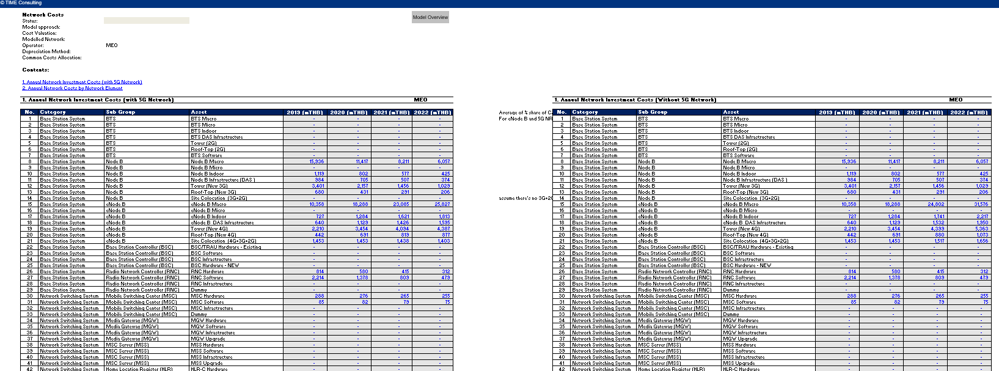 © TIME Consulting
Network Costs
Status:
Model approach:
Cost Valuation:
Modelled Network:
Operator: MEO
Depreciation Method:
Common Costs Allocation:
Model Overview
Contents:
1. Annual Network Investment Costs (with 5G Network)
2. Annual Network Costs by Network Element
1. Annual Network Investment Costs (with 5G Network) MEO
No. Category Sub Group Asset 2019 (mTHB) 2020 (mTHB) 2021 (mTHB) 2022 (mTHB)
1 Base Station System BTS BTS Macro - - - -
2 Base Station System BTS BTS Micro - - - -
3 Base Station System BTS BTS Indoor - - - -
4 Base Station System BTS BTS DAS Infrastructure - - - -
5 Base Station System BTS Tower (2G) - - - -
6 Base Station System BTS Roof-Top (2G) - - - -
7 Base Station System BTS BTS Software - - - -
8 Base Station System Node B Node B Macro 15,936 11,417 8,211 6,057
9 Base Station System Node B Node B Micro - - - -
10 Base Station System Node B Node B Indoor 1,119 802 577 425
11 Base Station System Node B Node B Infrastructure (DAS ) 984 705 507 374
12 Base Station System Node B Tower (New 3G) 3,401 2,157 1,456 1,029
13 Base Station System Node B Roof-Top (New 3G) 680 431 291 206
14 Base Station System Node B Site Colocation (3G+2G) - - - -
15 Base Station System eNode B eNode B Macro 10,358 18,288 23,085 25,827
16 Base Station System eNode B eNode B Micro - - - -
17 Base Station System eNode B eNode B Indoor 727 1,284 1,621 1,813
18 Base Station System eNode B eNode B DAS Infrastructure 640 1,129 1,426 1,595
19 Base Station System eNode B Tower (New 4G) 2,210 3,454 4,094 4,387
20 Base Station System eNode B Roof-Top (New 4G) 442 691 819 877
21 Base Station System eNode B Site Colocation (4G+3G+2G) 1,453 1,453 1,438 1,403
22 Base Station System Base Station Controller (BSC) BSC/TRAU Hardware - Existing - - - -
23 Base Station System Base Station Controller (BSC) BSC Software - - - -
24 Base Station System Base Station Controller (BSC) BSC Infrastructure - - - -
25 Base Station System Base Station Controller (BSC) BSC Hardware - NEW - - - -
26 Base Station System Radio Network Controller (RNC) RNC Hardware 814 580 415 312
27 Base Station System Radio Network Controller (RNC) RNC Software 2,214 1,378 809 479
28 Base Station System Radio Network Controller (RNC) RNC Infrastructure - - - -
29 Base Station System Radio Network Controller (RNC) Dummy - - - -
30 Network Switching System Mobile Switching Center (MSC) MSC Hardware 288 276 265 255
31 Network Switching System Mobile Switching Center (MSC) MSC Software 85 82 79 75
32 Network Switching System Mobile Switching Center (MSC) MSC Infrastructure - - - -
33 Network Switching System Mobile Switching Center (MSC) Dummy - - - -
34 Network Switching System Media Gateway (MGW) MGW Hardware - - - -
35 Network Switching System Media Gateway (MGW) MGW Software - - - -
36 Network Switching System Media Gateway (MGW) MGW Infrastructure - - - -
37 Network Switching System Media Gateway (MGW) MGW Upgrade - - - -
38 Network Switching System MSC Server (MSS) MSS Hardware - - - -
39 Network Switching System MSC Server (MSS) MSS Software - - - -
40 Network Switching System MSC Server (MSS) MSS Infrastructure - - - -
41 Network Switching System MSC Server (MSS) MSS Upgrade - - - -
42 Network Switching System Home Location Register (HLR) HLR-C Hardware - - - -
Average of % share of C
For eNode B and 5G NR
assume there's no 3G+2G
1. Annual Network Investment Costs (Without 5G Network) MEO
No. Category Sub Group Asset 2019 (mTHB) 2020 (mTHB) 2021 (mTHB) 2022 (mTHB)
1 Base Station System BTS BTS Macro - - - -
2 Base Station System BTS BTS Micro - - - -
3 Base Station System BTS BTS Indoor - - - -
4 Base Station System BTS BTS DAS Infrastructure - - - -
5 Base Station System BTS Tower (2G) - - - -
6 Base Station System BTS Roof-Top (2G) - - - -
7 Base Station System BTS BTS Software - - - -
8 Base Station System Node B Node B Macro 15,936 11,417 8,211 6,057
9 Base Station System Node B Node B Micro - - - -
10 Base Station System Node B Node B Indoor 1,119 802 577 425
11 Base Station System Node B Node B Infrastructure (DAS ) 984 705 507 374
12 Base Station System Node B Tower (New 3G) 3,401 2,157 1,456 1,029
13 Base Station System Node B Roof-Top (New 3G) 680 431 291 206
14 Base Station System Node B Site Colocation (3G+2G) - - - -
15 Base Station System eNode B eNode B Macro 10,358 18,288 24,802 31,576
16 Base Station System eNode B eNode B Micro - - - -
17 Base Station System eNode B eNode B Indoor 727 1,284 1,741 2,217
18 Base Station System eNode B eNode B DAS Infrastructure 640 1,129 1,532 1,950
19 Base Station System eNode B Tower (New 4G) 2,210 3,454 4,399 5,363
20 Base Station System eNode B Roof-Top (New 4G) 442 691 880 1,073
21 Base Station System eNode B Site Colocation (4G+3G+2G) 1,453 1,453 1,517 1,656
22 Base Station System Base Station Controller (BSC) BSC/TRAU Hardware - Existing - - - -
23 Base Station System Base Station Controller (BSC) BSC Software - - - -
24 Base Station System Base Station Controller (BSC) BSC Infrastructure - - - -
25 Base Station System Base Station Controller (BSC) BSC Hardware - NEW - - - -
26 Base Station System Radio Network Controller (RNC) RNC Hardware 814 580 415 312
27 Base Station System Radio Network Controller (RNC) RNC Software 2,214 1,378 809 479
28 Base Station System Radio Network Controller (RNC) RNC Infrastructure - - - -
29 Base Station System Radio Network Controller (RNC) Dummy - - - -
30 Network Switching System Mobile Switching Center (MSC) MSC Hardware 288 276 265 255
31 Network Switching System Mobile Switching Center (MSC) MSC Software 85 82 79 75
32 Network Switching System Mobile Switching Center (MSC) MSC Infrastructure - - - -
33 Network Switching System Mobile Switching Center (MSC) Dummy - - - -
34 Network Switching System Media Gateway (MGW) MGW Hardware - - - -
35 Network Switching System Media Gateway (MGW) MGW Software - - - -
36 Network Switching System Media Gateway (MGW) MGW Infrastructure - - - -
37 Network Switching System Media Gateway (MGW) MGW Upgrade - - - -
38 Network Switching System MSC Server (MSS) MSS Hardware - - - -
39 Network Switching System MSC Server (MSS) MSS Software - - - -
40 Network Switching System MSC Server (MSS) MSS Infrastructure - - - -
41 Network Switching System MSC Server (MSS) MSS Upgrade - - - -
42 Network Switching System Home Location Register (HLR) HLR-C Hardware - - - -